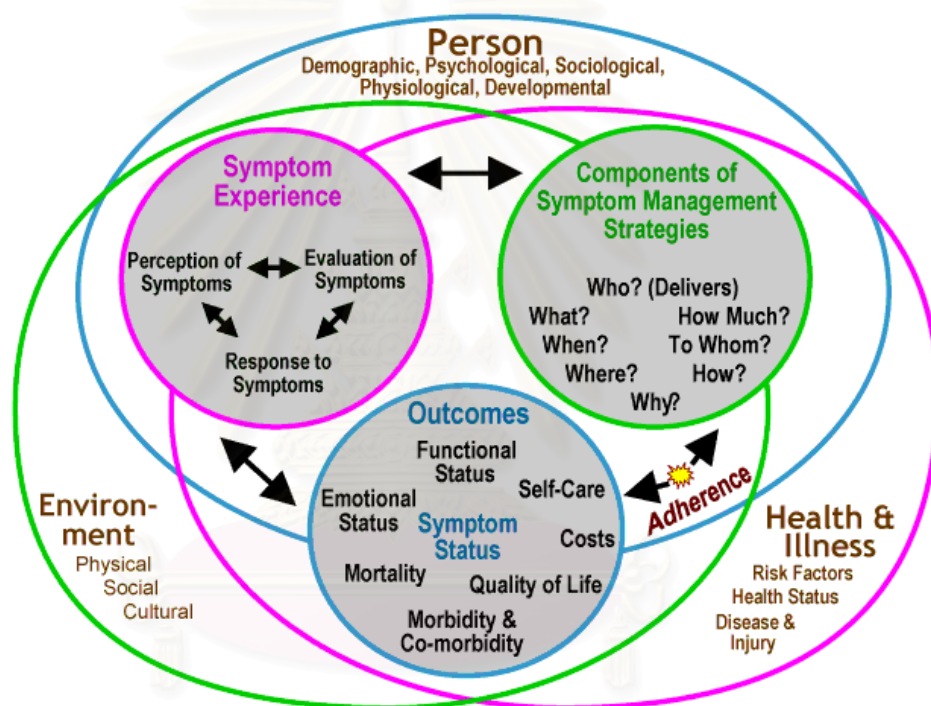 Person
Demographic, Psychological, Sociological,
Physiological, Developmental
Symptom
Experience
Perception of
Symptoms
Evaluation of
Symptoms
Response to
Symptoms
Components of
Symptom Management
Strategies
Who? (Delivers)
What?
How Much?
When?
To Whom?
Where?
How?
Why?
Outcomes
Functional
Status
Self-Care
Emotional
Status
Symptom
Status
Costs
Mortality
Quality of Life
Morbidity &
Co-morbidity
Adherence
Environ-
ment
Physical
Social
Cultural
Health &
Illness
Risk Factors
Health Status
Disease &
Injury